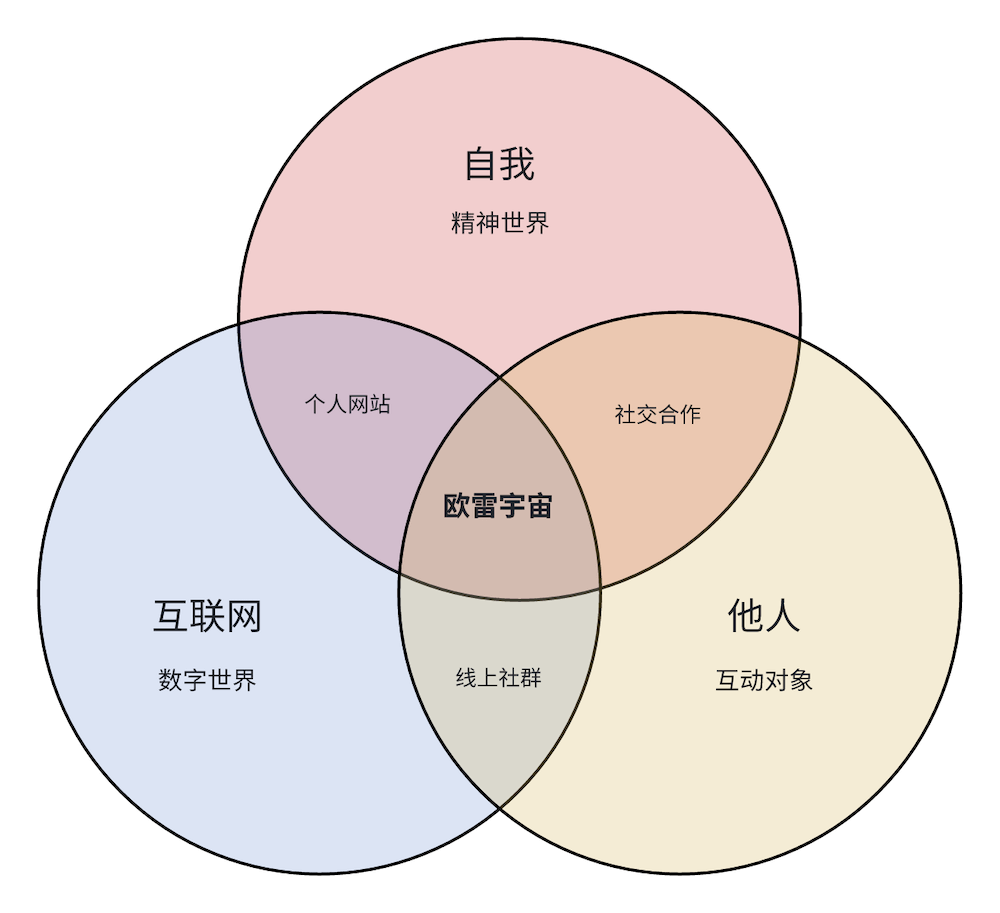 自我
精神世界
个人网站
社交合作
欧雷宇宙
互联网
数字世界
线上社群
他人
互动对象